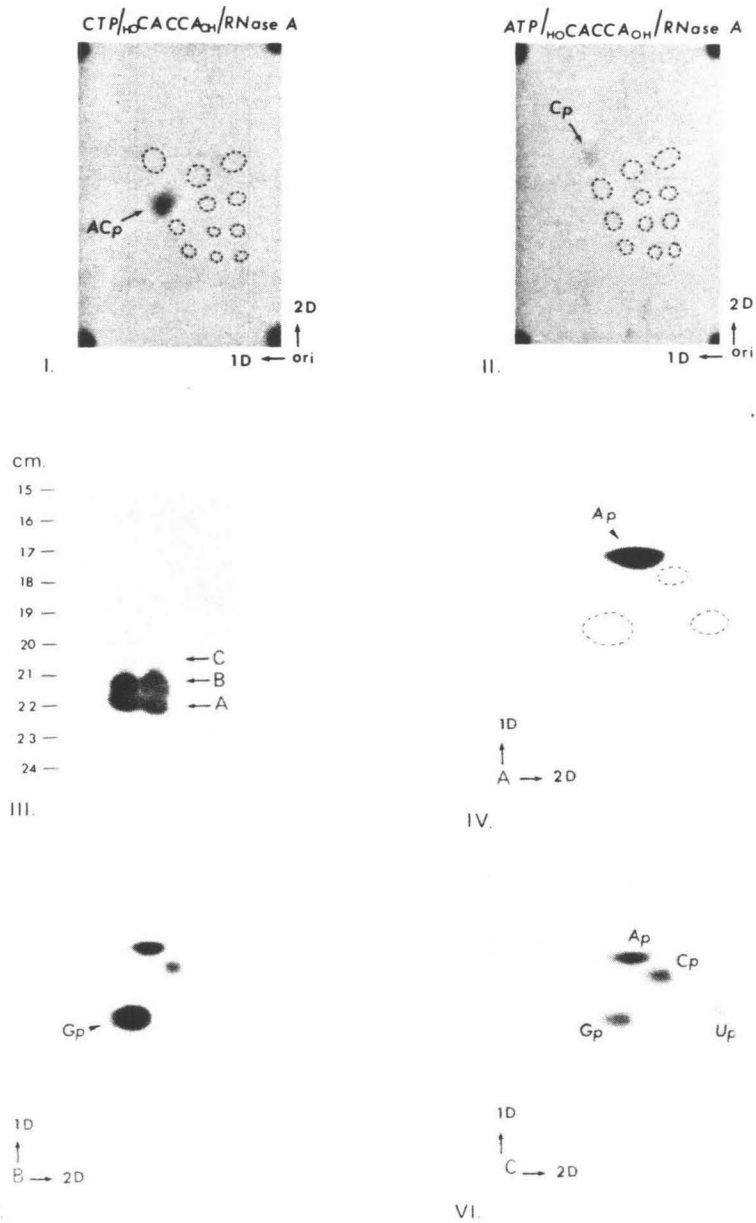 CTP/HOCACCAOH/RNase A
ATP/HOCACCAOH/RNase A
ACp
Cp
2D
1D ← ori
2D
1D ← ori
I.
II.
cm.
15
16
17
18
19
20
21
22
23
24
C
B
A
III.
Ap
1D
A → 2D
IV.
Gp
1D
B → 2D
Ap
Cp
Gp
Up
1D
C → 2D
VI.